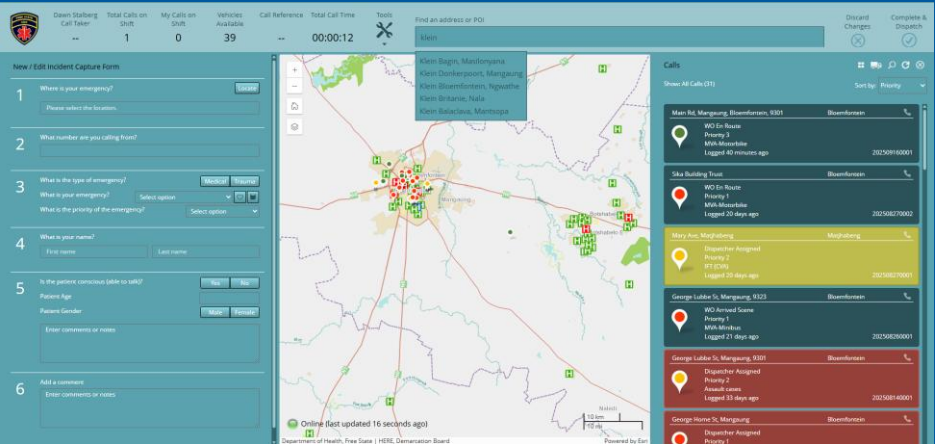 Dawn Stalberg
Call Taker
--
Total Calls on
Shift
1
My Calls on
Shift
0
Vehicles
Available
39
Call Reference
--
Total Call Time
00:00:12
Tools
Find an address or POI
klein
Discard
Changes
Complete &
Dispatch
Klein Bagin, Masilonyana
Klein Donkerpoort, Mangaung
Klein Bloemfontein, Ngwathe
Klein Britanie, Nala
Klein Balaclava, Mantsopa
New / Edit Incident Capture Form
1
Where is your emergency?
Locate
Please select the location.
2
What number are you calling from?
3
What is the type of emergency?
Medical
Trauma
What is your emergency?
Select option
What is the priority of the emergency?
Select option
4
What is your name?
First name
Last name
5
Is the patient conscious (able to talk)?
Yes
No
Patient Age
Patient Gender
Male
Female
Enter comments or notes
6
Add a comment
Enter comments or notes
+
−
Mangaung
Online (last updated 16 seconds ago)
10 km
10 mi
Department of Health, Free State | HERE, Demarcation Board
Powered by Esri
Calls
Show All Calls (31)
Sort by:
Priority
Main Rd, Mangaung, Bloemfontein, 9301
Bloemfontein
WO En Route
Priority 3
MVA-Motorbike
Logged 40 minutes ago
202509160001
Sika Building Trust
Bloemfontein
WO En Route
Priority 1
MVA-Motorbike
Logged 20 days ago
202508270002
Mary Ave, Matjhabeng
Matjhabeng
Dispatcher Assigned
Priority 2
IFT (CVA)
Logged 20 days ago
202508270001
George Lubbe St, Mangaung, 9323
Bloemfontein
WO Arrived Scene
Priority 1
MVA-Minibus
Logged 21 days ago
202508260001
George Lubbe St, Mangaung, 9301
Bloemfontein
Dispatcher Assigned
Priority 2
Assault cases
Logged 33 days ago
202508140001
George Home St, Mangaung
Bloemfontein
Dispatcher Assigned
Priority 1